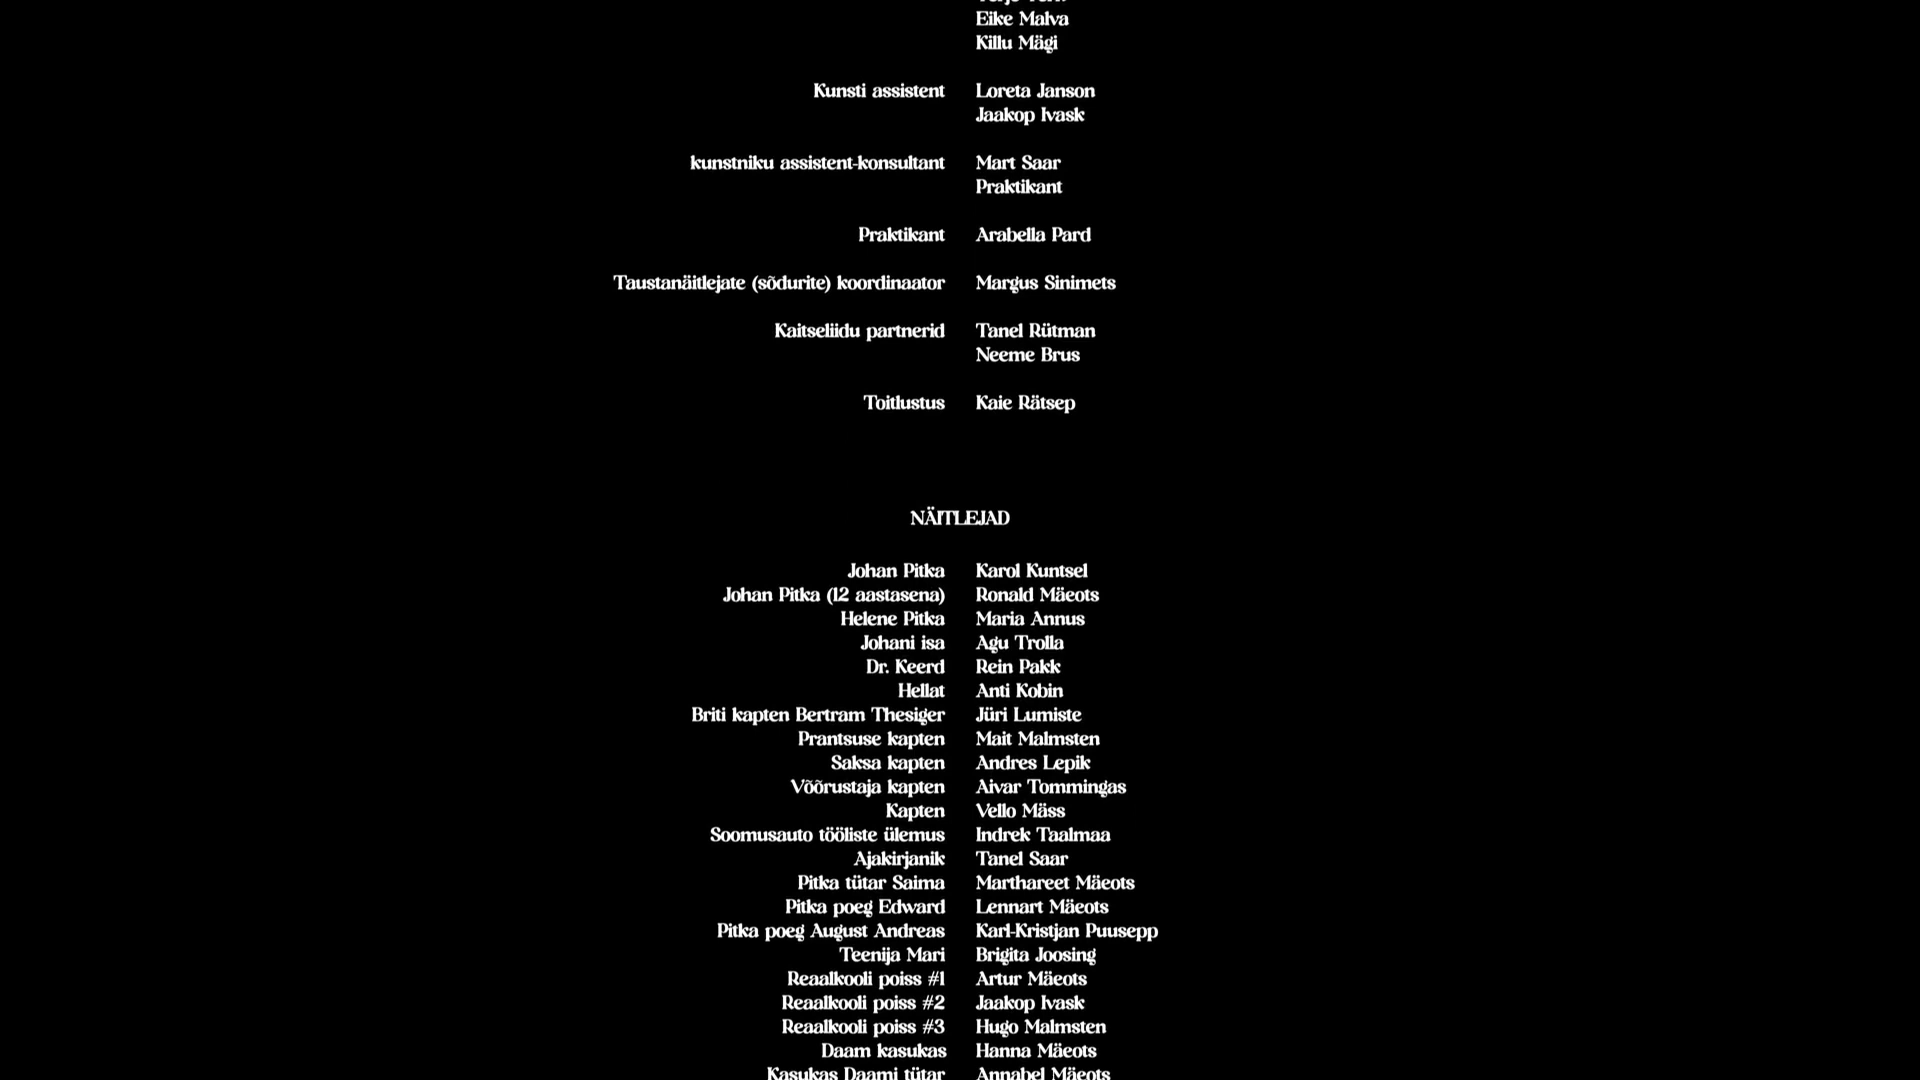 Eike Malva
Killu Mägi
Kunsti assistent Loreta Janson
Jaakop Ivask
kunstniku assistent-konsultant Mart Saar
Praktikant
Praktikant Arabella Pard
Taustanäitlejate (sõdurite) koordinaator Margus Sinimets
Kaitseliidu partnerid Tanel Rütman
Neeme Brus
Toitlustus Kaie Rätsep
NÄITLEJAD
Johan Pitka Karol Kuntsel
Johan Pitka (12 aastasena) Ronald Mäeots
Helene Pitka Maria Annus
Johani isa Agu Trolla
Dr. Keerd Rein Pakk
Hellat Anti Kobin
Briti kapten Bertram Thesiger Jüri Lumiste
Prantsuse kapten Mait Malmsten
Saksa kapten Andres Lepik
Võõrustaja kapten Aivar Tommingas
Kapten Vello Mäss
Soomusauto tööliste ülemus Indrek Taalmaa
Ajakirjanik Tanel Saar
Pitka tütar Saima Marthareet Mäeots
Pitka poeg Edward Lennart Mäeots
Pitka poeg August Andreas Karl-Kristjan Puusepp
Teenija Mari Brigita Joosing
Reaalkooli poiss #1 Artur Mäeots
Reaalkooli poiss #2 Jaakop Ivask
Reaalkooli poiss #3 Hugo Malmsten
Daam kasukas Hanna Mäeots
Kasukas Daami tütar Annabel Mäeots